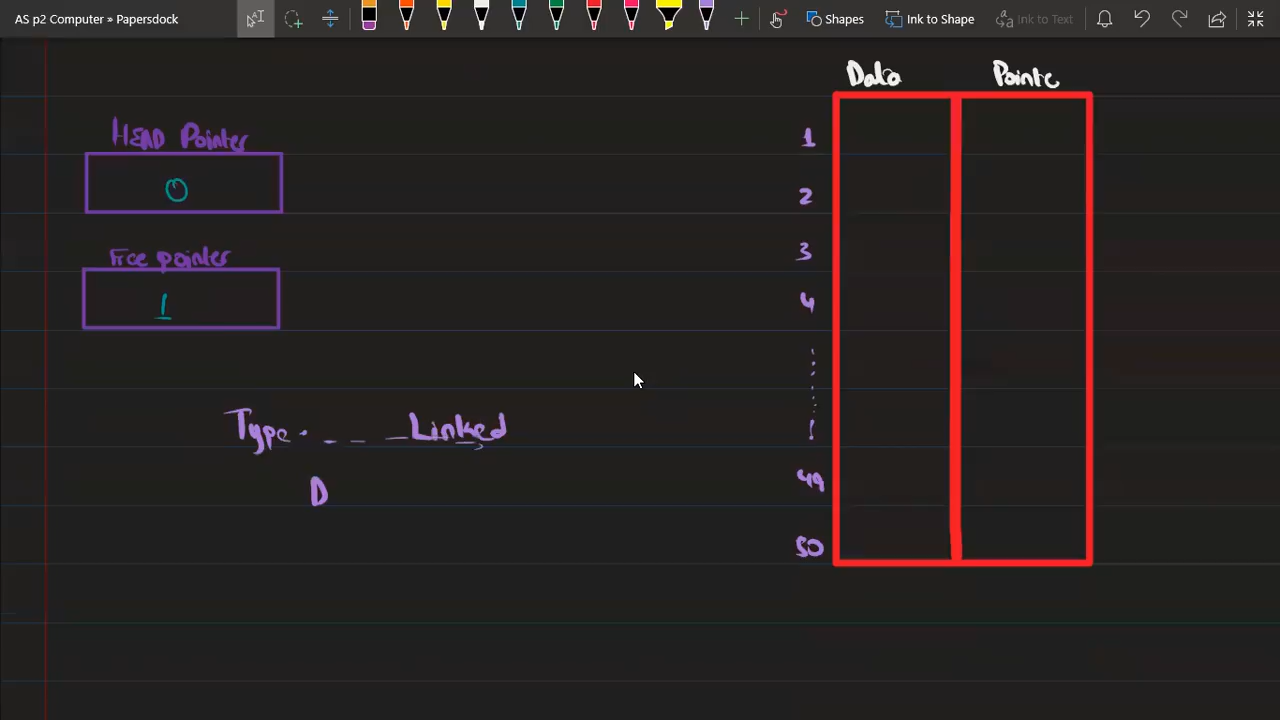 AS p2 Computer » Papersdock
Shapes
Ink to Shape
Ink to Text
Data Pointe
HEAD Pointer
0
Free pointer
1
1
2
3
4
49
50
Type. _ _ _Linked
D